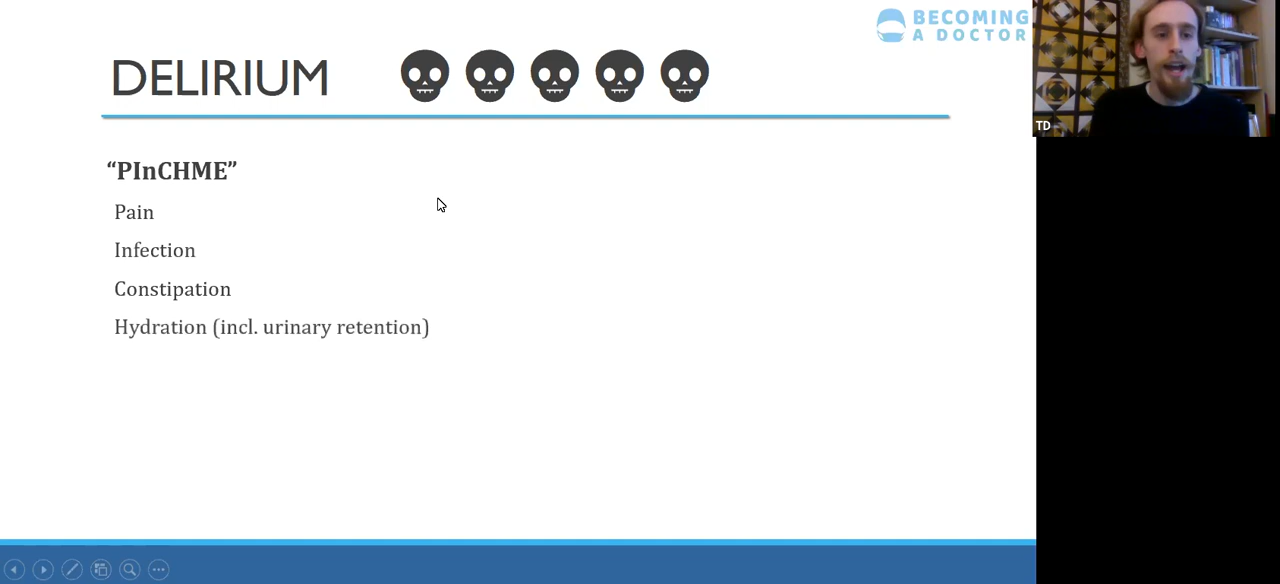 BECOMING
A DOCTOR
DELIRIUM
“PInCHME”
Pain
Infection
Constipation
Hydration (incl. urinary retention)
TD